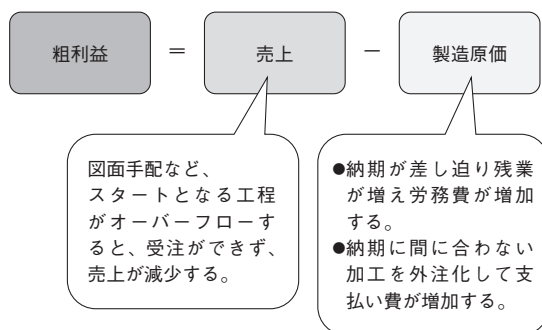 粗利益 = 売上 − 製造原価
図面手配など、
スタートとなる工程
がオーバーフローす
ると、受注ができず、
売上が減少する。
●納期が差し迫り残業
が増え労務費が増加
する。
●納期に間に合わない
加工を外注化して支
払い費が増加する。